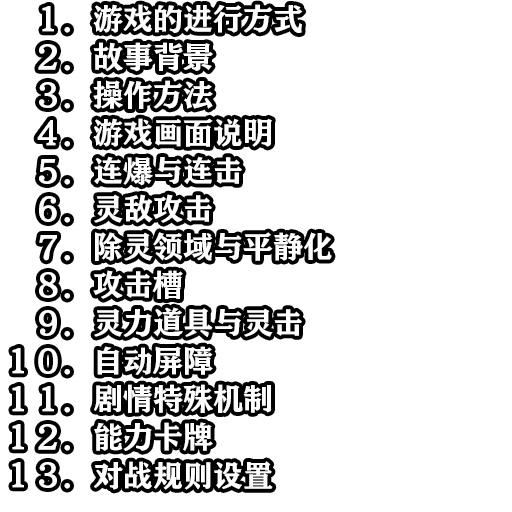 1. 游戏的进行方式
2. 故事背景
3. 操作方法
4. 游戏画面说明
5. 连爆与连击
6. 灵敌攻击
7. 除灵领域与平静化
8. 攻击槽
9. 灵力道具与灵击
10. 自动屏障
11. 剧情特殊机制
12. 能力卡牌
13. 对战规则设置